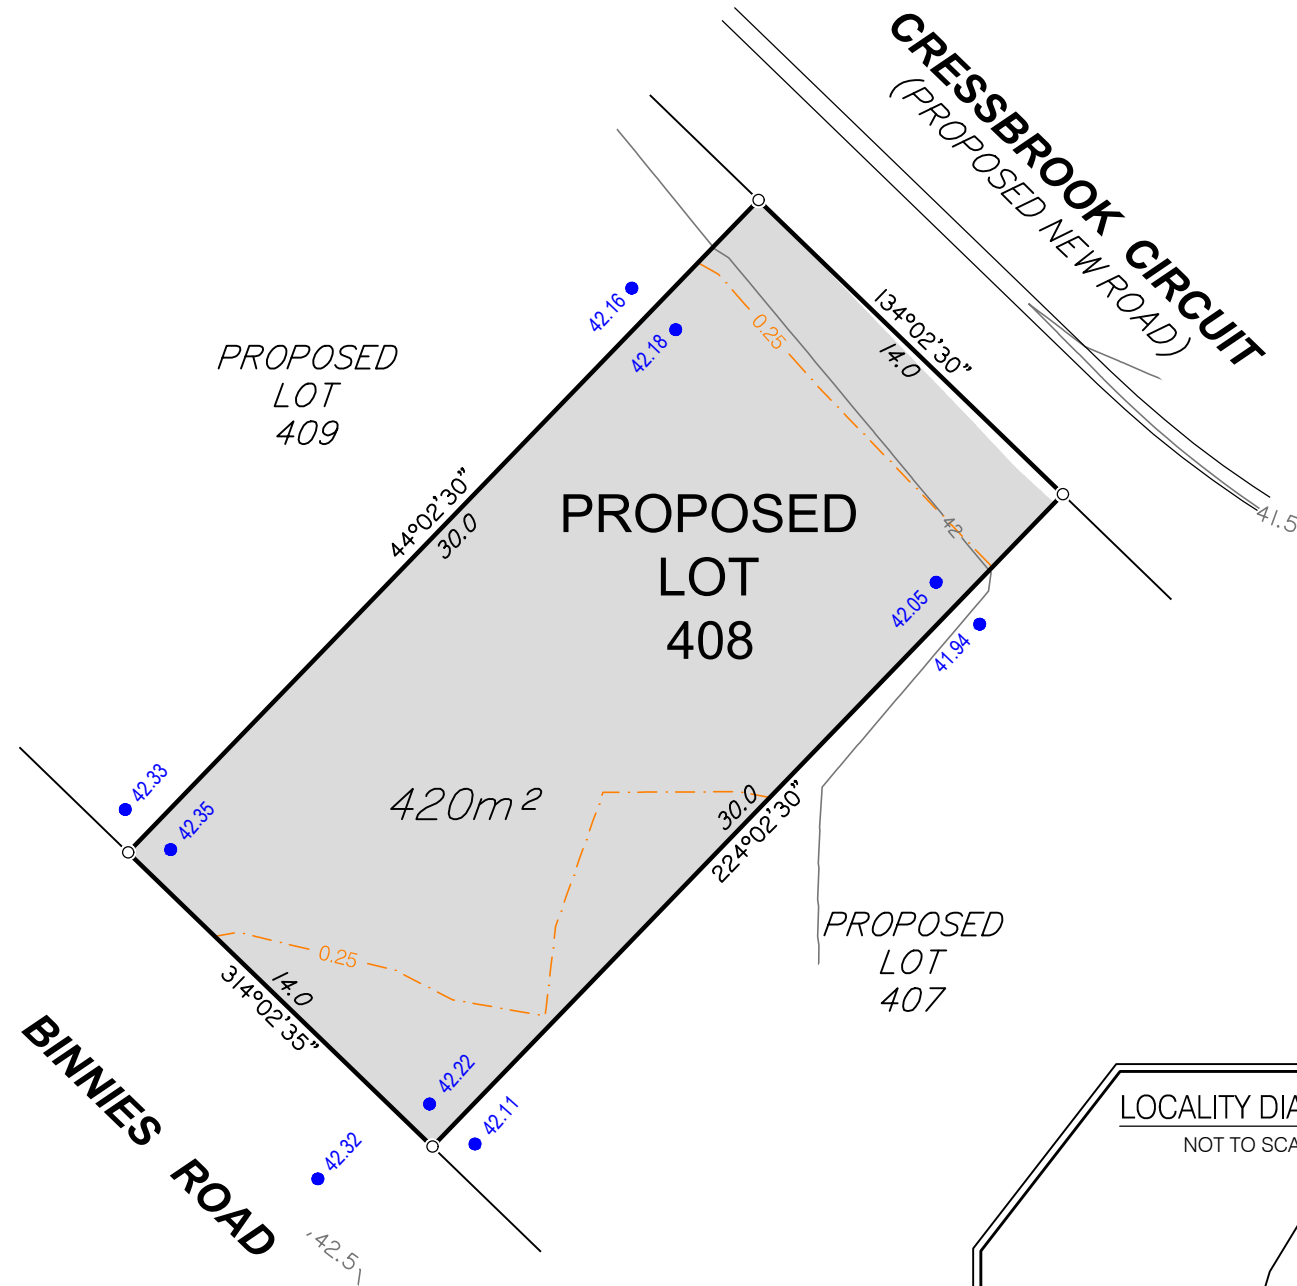 CRESSBROOK CIRCUIT
(PROPOSED NEW ROAD)
42.16
42.18
0.25
134°02'30"
14.0
PROPOSED
LOT
409
44°02'30"
30.0
PROPOSED
LOT
408
42
41.5
42.05
41.94
42.33
42.35
420m²
30.0
224°02'30"
PROPOSED
LOT
407
0.25
14.0
314°02'35"
BINNIES ROAD
42.22
42.11
42.32
42.5
LOCALITY DIA
NOT TO SCA